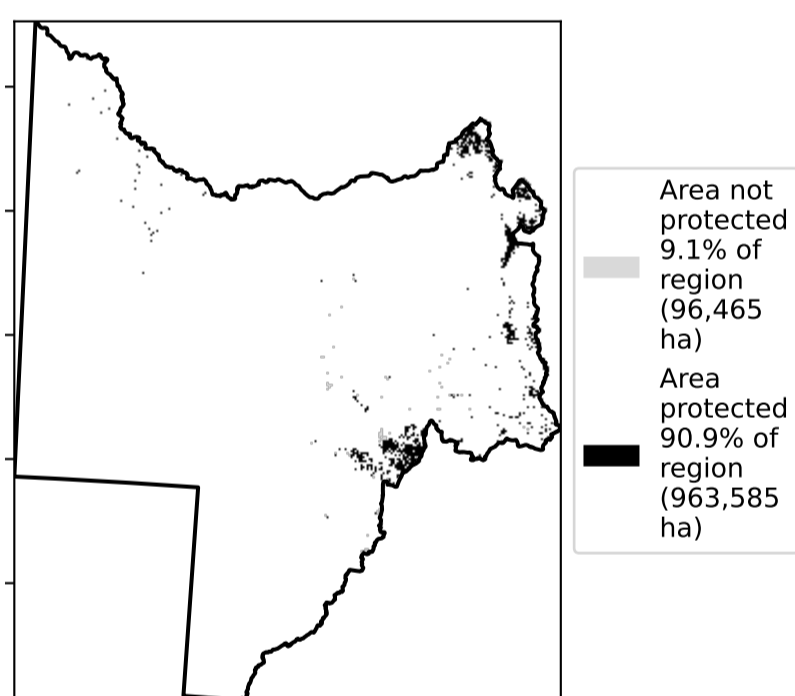 Area not
protected
9.1% of
region
(96,465
ha)
Area
protected
90.9% of
region
(963,585
ha)